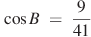 cos B = 9/41